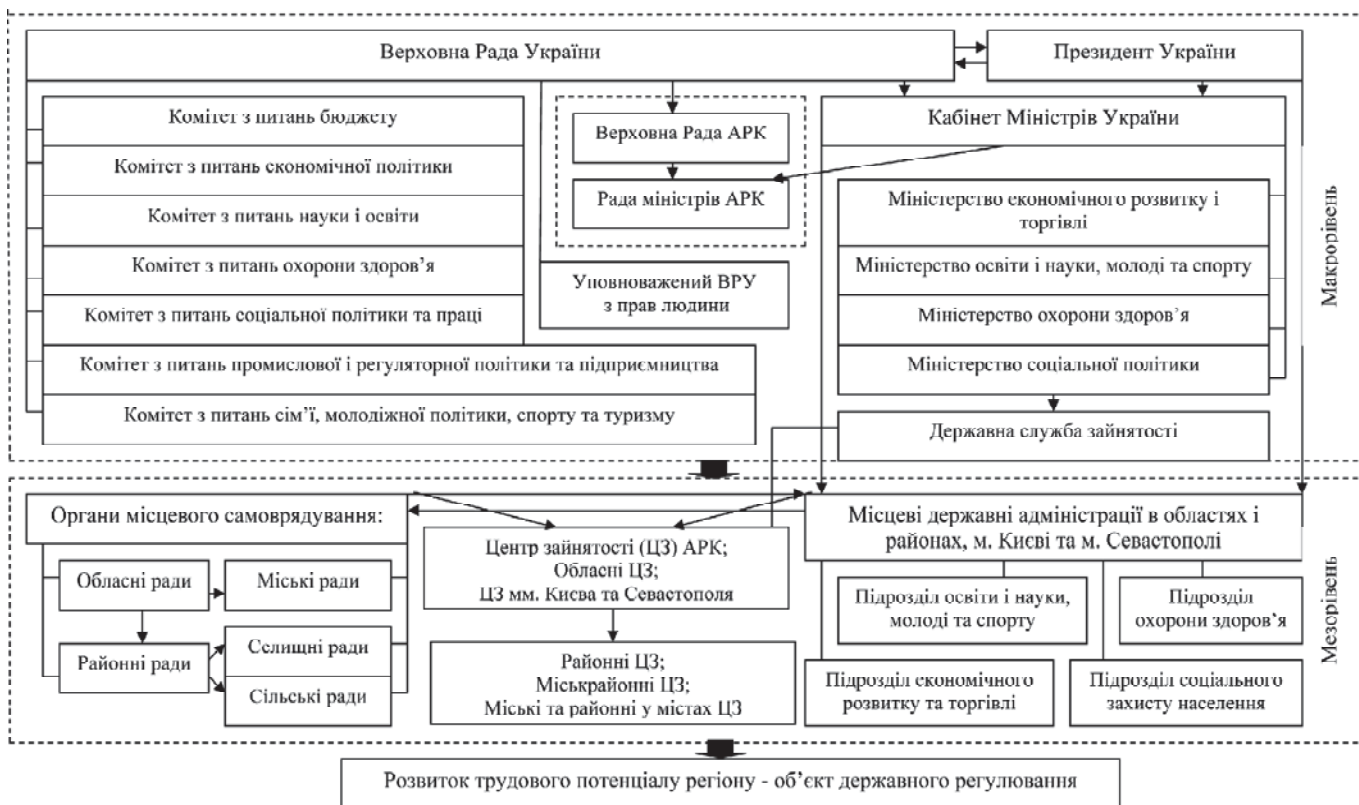 Верховна Рада України
Президент України
Комітет з питань бюджету
Комітет з питань економічної політики
Комітет з питань науки і освіти
Комітет з питань охорони здоров’я
Комітет з питань соціальної політики та праці
Комітет з питань промислової і регуляторної політики та підприємництва
Комітет з питань сім’ї, молодіжної політики, спорту та туризму
Верховна Рада АРК
Рада міністрів АРК
Уповноважений ВРУ
з прав людини
Кабінет Міністрів України
Міністерство економічного розвитку і
торгівлі
Міністерство освіти і науки, молоді та спорту
Міністерство охорони здоров’я
Міністерство соціальної політики
Державна служба зайнятості
Макрорівень
Органи місцевого самоврядування:
Обласні ради
Міські ради
Районні ради
Селищні ради
Сільські ради
Центр зайнятості (ЦЗ) АРК;
Обласні ЦЗ;
ЦЗ мм. Києва та Севастополя
Районні ЦЗ;
Міськрайонні ЦЗ;
Міські та районні у містах ЦЗ
Місцеві державні адміністрації в областях і
районах, м. Києві та м. Севастополі
Підрозділ освіти і науки,
молоді та спорту
Підрозділ
охорони здоров‘я
Підрозділ економічного
розвитку та торгівлі
Підрозділ соціального
захисту населення
Мезорівень
Розвиток трудового потенціалу регіону - об’єкт державного регулювання